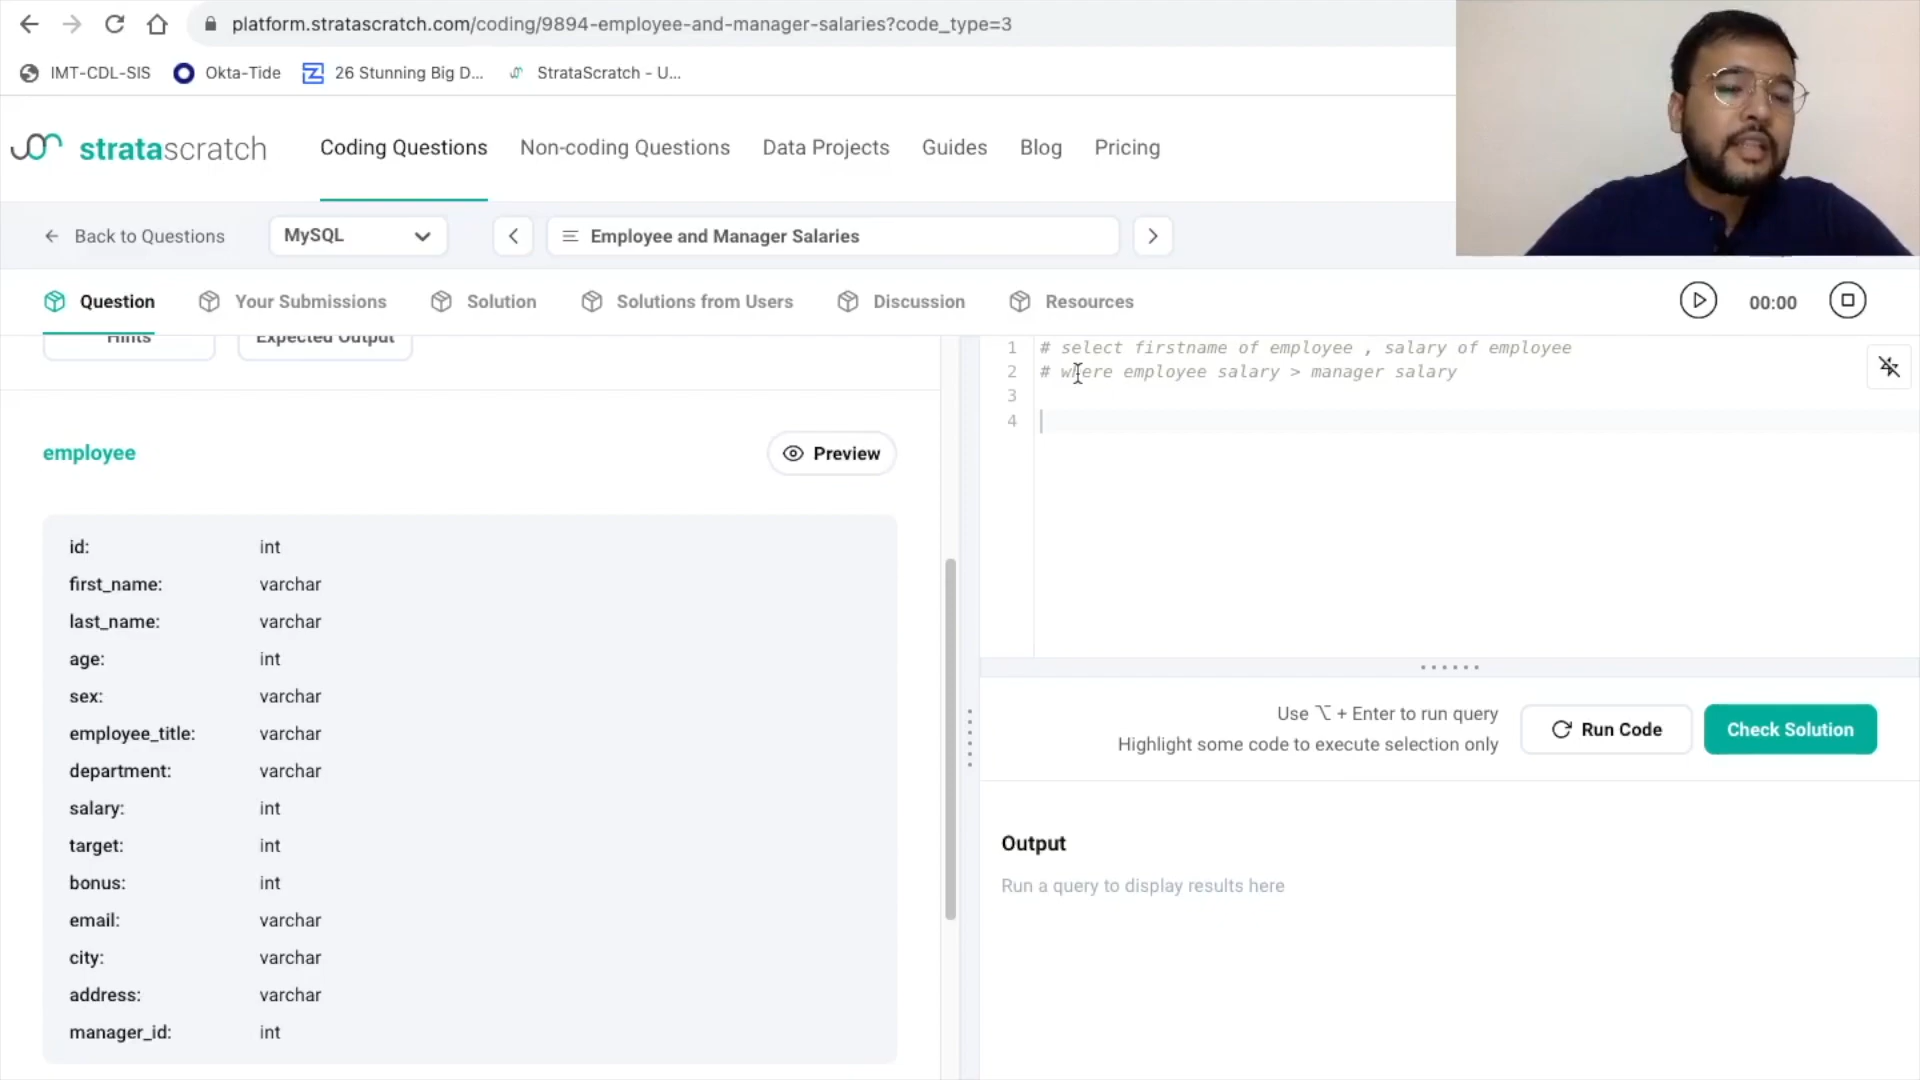 platform.stratascratch.com/coding/9894-employee-and-manager-salaries?code_type=3
IMT-CDL-SIS Okta-Tide 26 Stunning Big D... StrataScratch - U...
stratascratch Coding Questions Non-coding Questions Data Projects Guides Blog Pricing
Back to Questions MySQL Employee and Manager Salaries
Question Your Submissions Solution Solutions from Users Discussion Resources 00:00
Hints Expected Output
1 # select firstname of employee , salary of employee
2 # where employee salary > manager salary
3
4
employee Preview
id: int
first_name: varchar
last_name: varchar
age: int
sex: varchar
employee_title: varchar
department: varchar
salary: int
target: int
bonus: int
email: varchar
city: varchar
address: varchar
manager_id: int
Use ⌥ + Enter to run query
Highlight some code to execute selection only
Run Code Check Solution
Output
Run a query to display results here